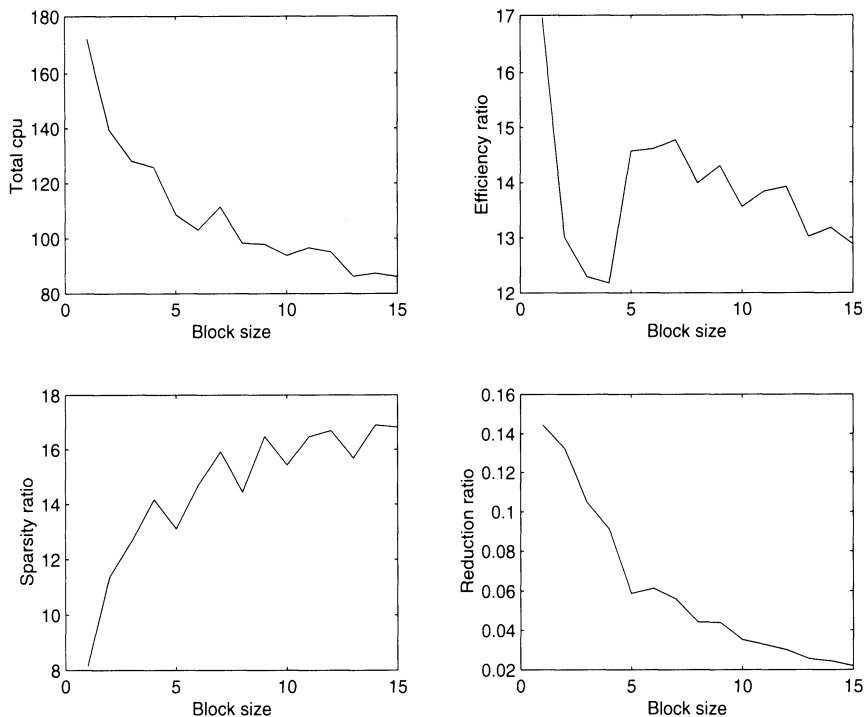 180
160
140
120
100
80
Total cpu
0 5 10 15
Block size
17
16
15
14
13
12
Efficiency ratio
0 5 10 15
Block size
18
16
14
12
10
8
Sparsity ratio
0 5 10 15
Block size
0.16
0.14
0.12
0.1
0.08
0.06
0.04
0.02
Reduction ratio
0 5 10 15
Block size